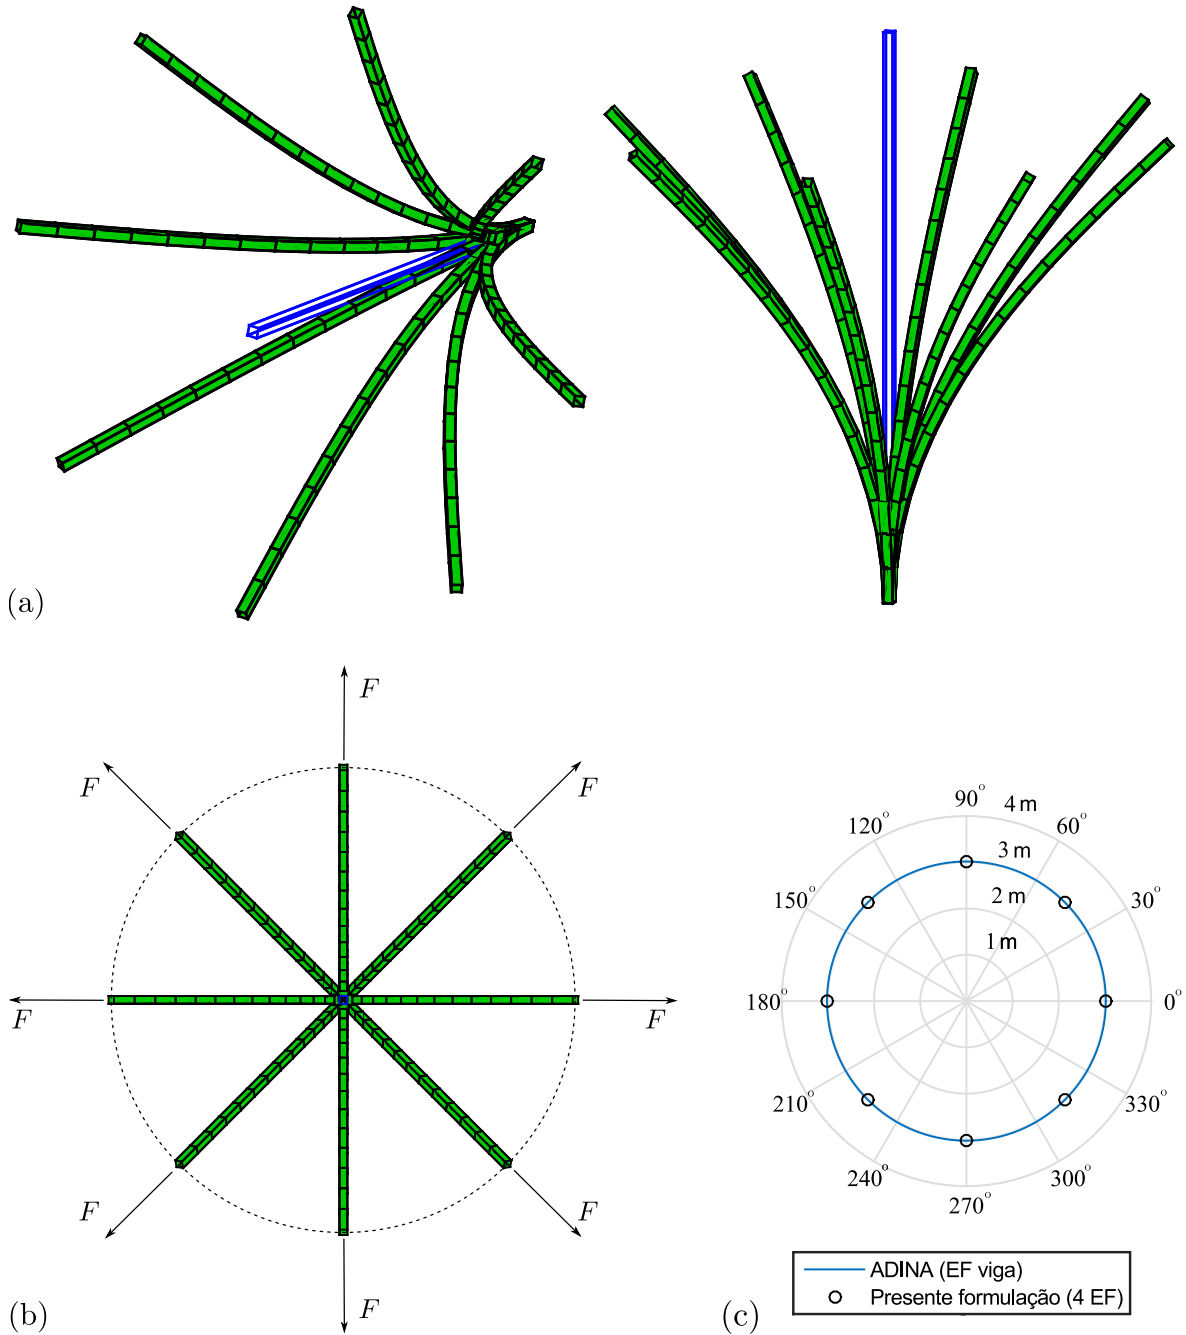 (a)
F
F
F
F
F
F
F
F
(b)
90°
4 m
120°
60°
3 m
150°
2 m
30°
1 m
180°
0°
210°
330°
240°
300°
270°
ADINA (EF viga)
Presente formulação (4 EF)
(c)